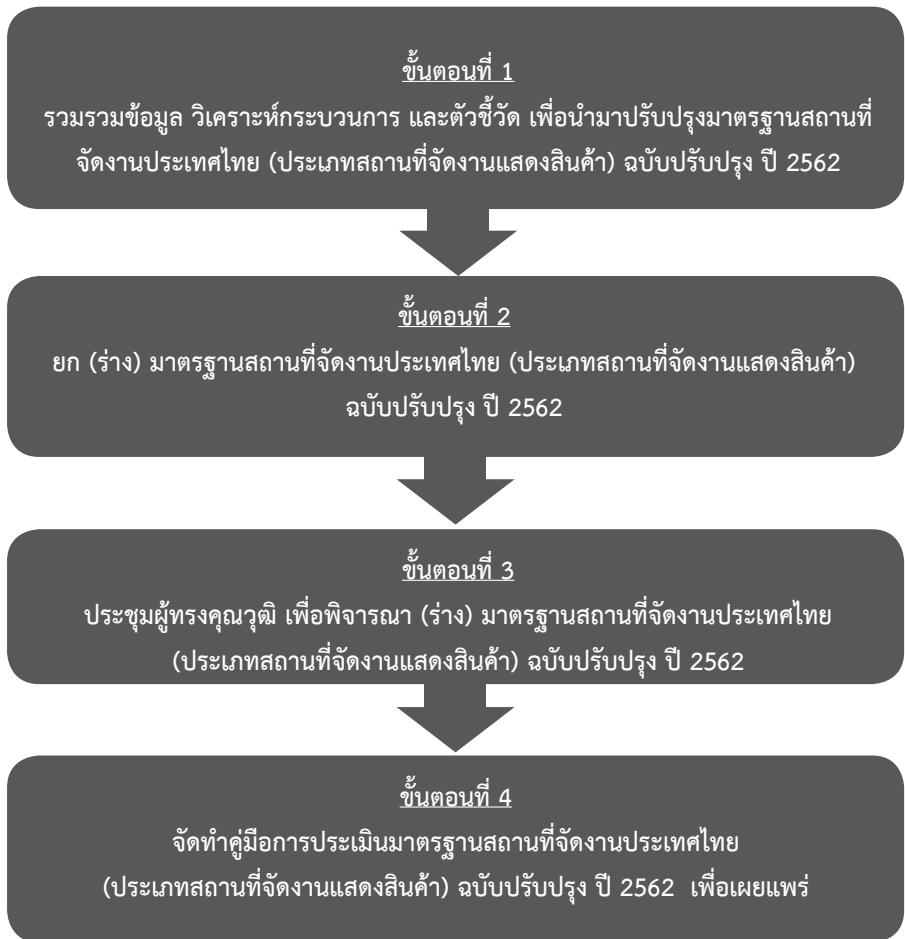 ขั้นตอนที่ 1
รวมรวมข้อมูล วิเคราะห์กระบวนการ และตัวชี้วัด เพื่อนำมาปรับปรุงมาตรฐานสถานที่
จัดงานประเทศไทย (ประเภทสถานที่จัดงานแสดงสินค้า) ฉบับปรับปรุง ปี 2562
ขั้นตอนที่ 2
ยก (ร่าง) มาตรฐานสถานที่จัดงานประเทศไทย (ประเภทสถานที่จัดงานแสดงสินค้า)
ฉบับปรับปรุง ปี 2562
ขั้นตอนที่ 3
ประชุมผู้ทรงคุณวุฒิ เพื่อพิจารณา (ร่าง) มาตรฐานสถานที่จัดงานประเทศไทย
(ประเภทสถานที่จัดงานแสดงสินค้า) ฉบับปรับปรุง ปี 2562
ขั้นตอนที่ 4
จัดทำคู่มือการประเมินมาตรฐานสถานที่จัดงานประเทศไทย
(ประเภทสถานที่จัดงานแสดงสินค้า) ฉบับปรับปรุง ปี 2562 เพื่อเผยแพร่